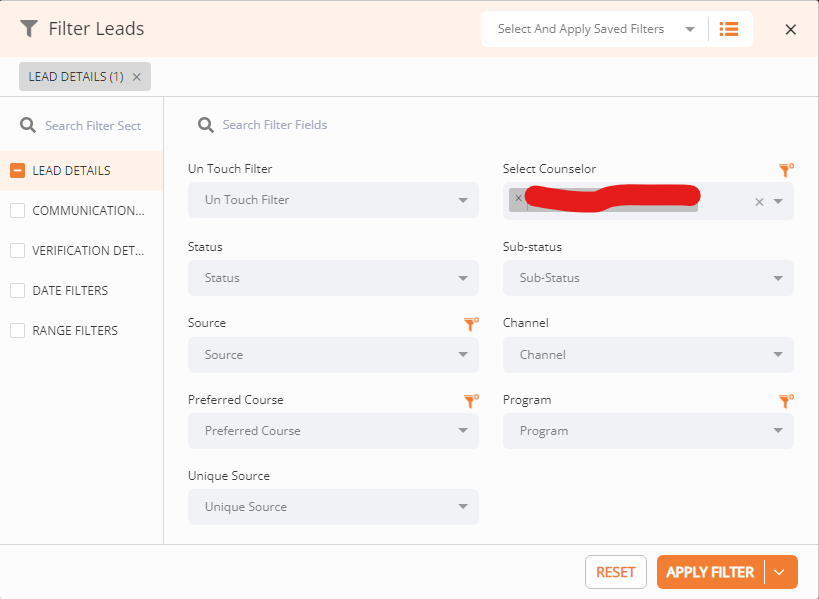 Filter Leads
Select And Apply Saved Filters
LEAD DETAILS (1) ×
Search Filter Sect
Search Filter Fields
LEAD DETAILS
COMMUNICATION...
VERIFICATION DET...
DATE FILTERS
RANGE FILTERS
Un Touch Filter
Un Touch Filter
Select Counselor
Status
Status
Sub-status
Sub-Status
Source
Source
Channel
Channel
Preferred Course
Preferred Course
Program
Program
Unique Source
Unique Source
RESET
APPLY FILTER